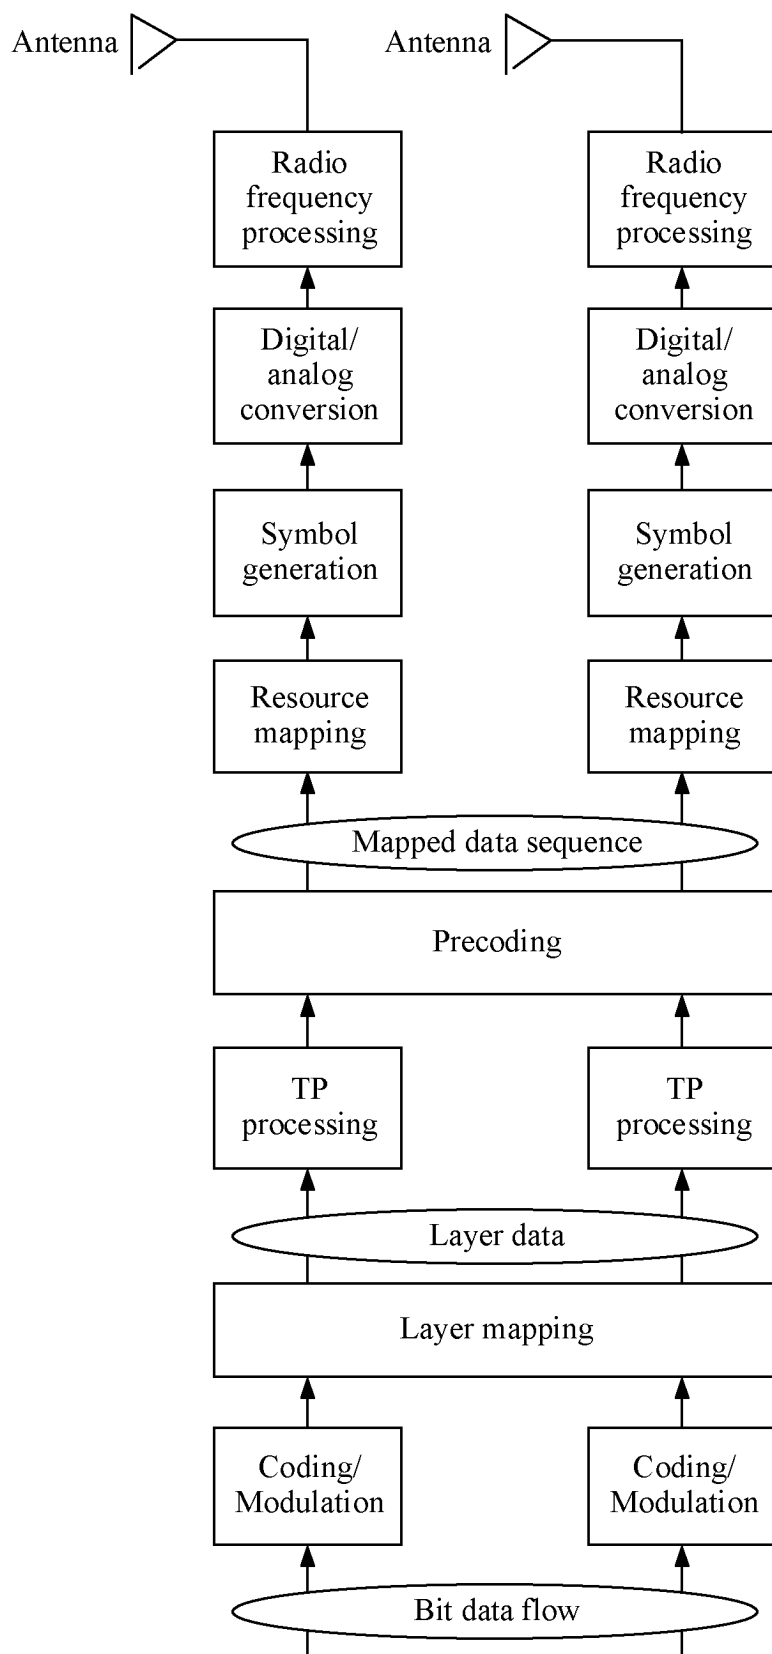 Antenna
Antenna
Radio
frequency
processing
Radio
frequency
processing
Digital/
analog
conversion
Digital/
analog
conversion
Symbol
generation
Symbol
generation
Resource
mapping
Resource
mapping
Mapped data sequence
Precoding
TP
processing
TP
processing
Layer data
Layer mapping
Coding/
Modulation
Coding/
Modulation
Bit data flow